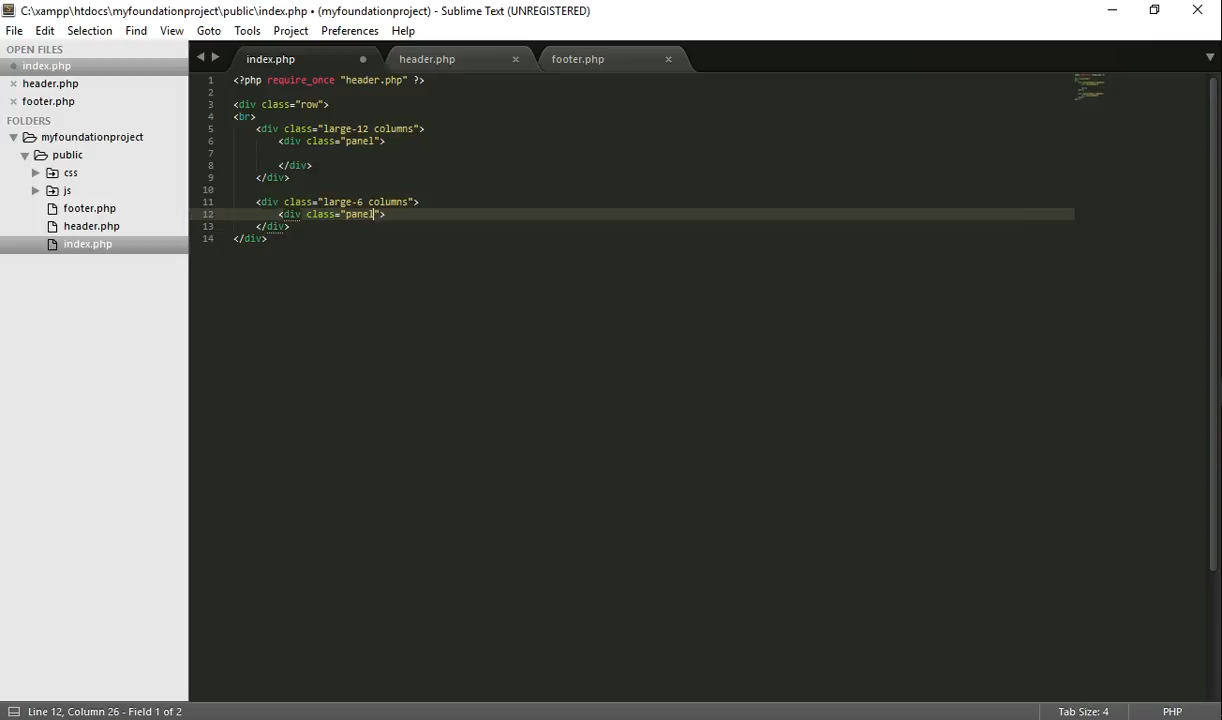 C:\xampp\htdocs\myfoundationproject\public\index.php • (myfoundationproject) - Sublime Text (UNREGISTERED)
File Edit Selection Find View Goto Tools Project Preferences Help
OPEN FILES
index.php
header.php
footer.php
FOLDERS
myfoundationproject
public
css
js
footer.php
header.php
index.php
index.php header.php footer.php
1 <?php require_once "header.php" ?>
2
3 <div class="row">
4 <br>
5 <div class="large-12 columns">
6 <div class="panel">
7
8 </div>
9 </div>
10
11 <div class="large-6 columns">
12 <div class="panel">
13 </div>
14 </div>
Line 12, Column 26 - Field 1 of 2 Tab Size: 4 PHP